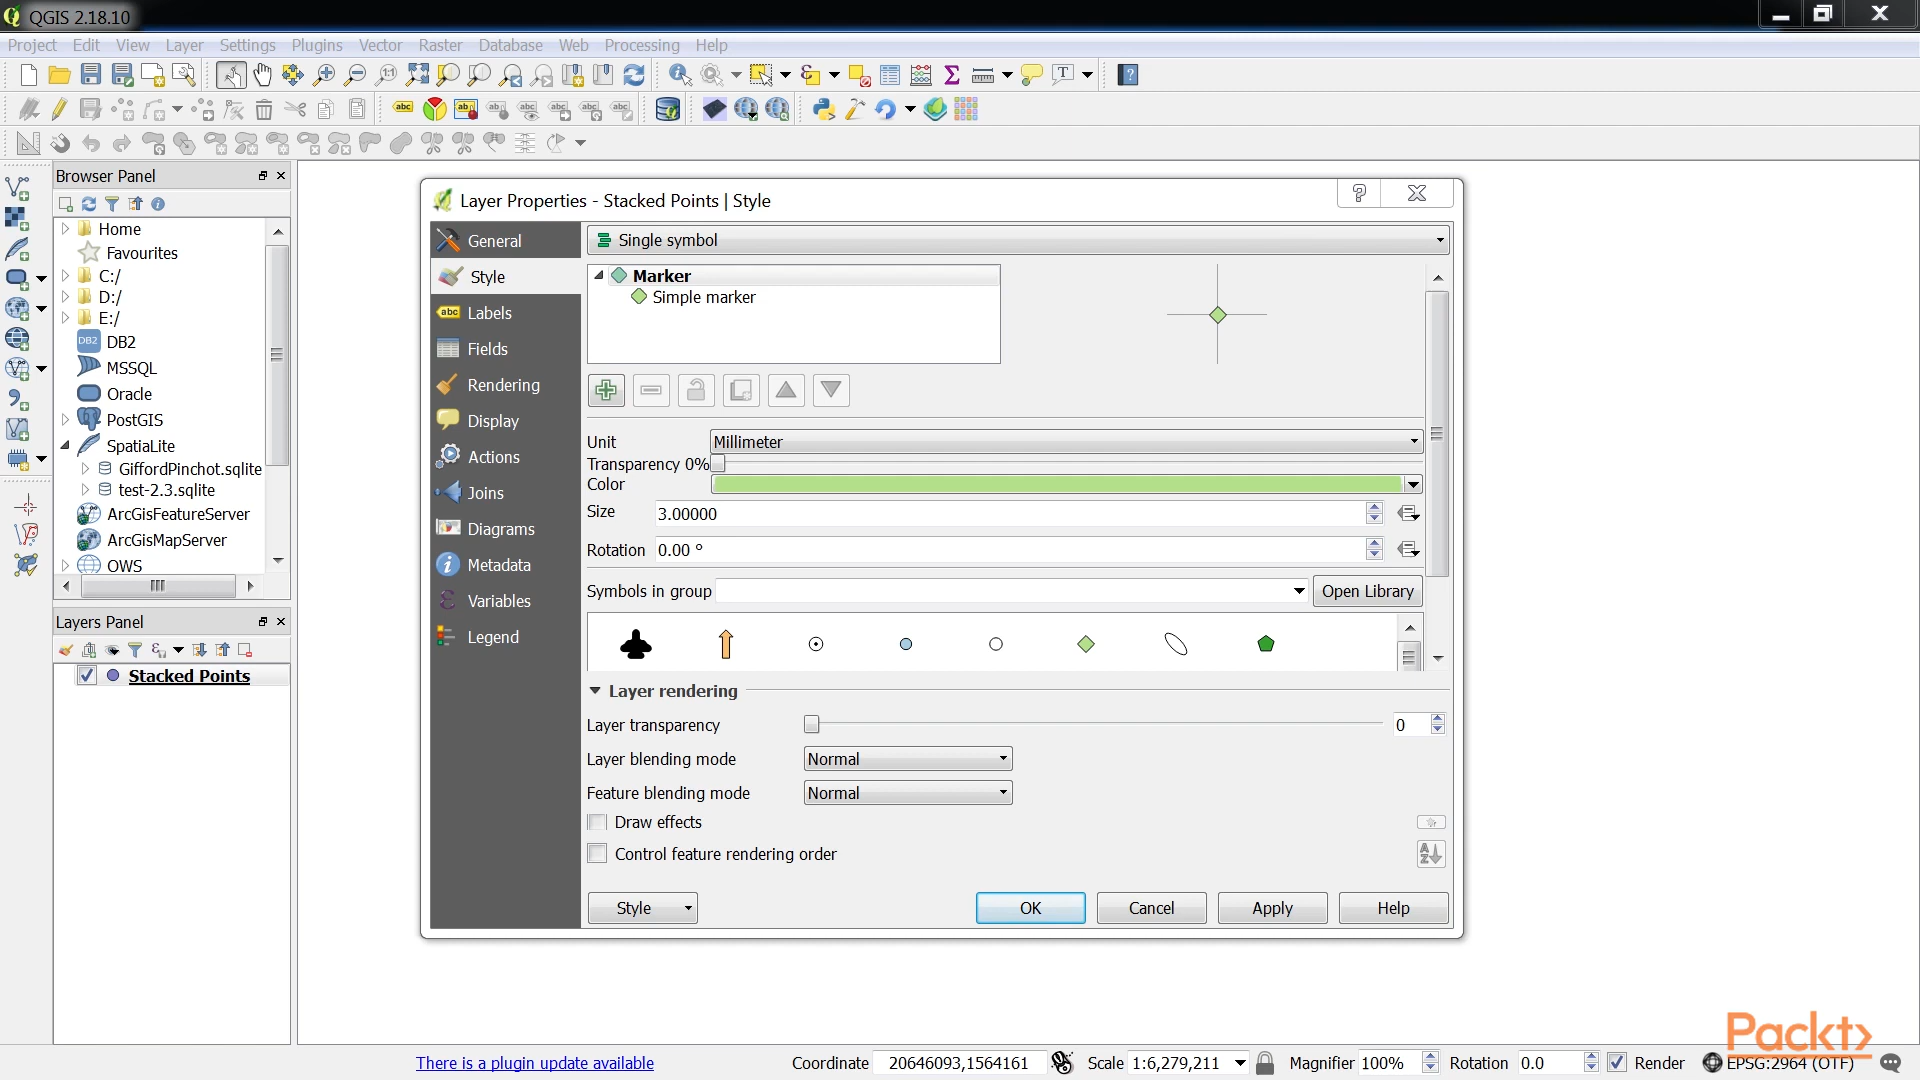 QGIS 2.18.10
Project Edit View Layer Settings Plugins Vector Raster Database Web Processing Help
Browser Panel
Home
Favourites
C:/
D:/
E:/
DB2
MSSQL
Oracle
PostGIS
SpatiaLite
GiffordPinchot.sqlite
test-2.3.sqlite
ArcGisFeatureServer
ArcGisMapServer
OWS
Layers Panel
Stacked Points
Layer Properties - Stacked Points | Style
General
Style
Labels
Fields
Rendering
Display
Actions
Joins
Diagrams
Metadata
Variables
Legend
Single symbol
Marker
Simple marker
Unit Millimeter
Transparency 0%
Color
Size 3.00000
Rotation 0.00 °
Symbols in group Open Library
Layer rendering
Layer transparency 0
Layer blending mode Normal
Feature blending mode Normal
Draw effects
Control feature rendering order
Style OK Cancel Apply Help
Packt>
There is a plugin update available Coordinate 20646093,1564161 Scale 1:6,279,211 Magnifier 100% Rotation 0.0 Render EPSG:2964 (OTF)